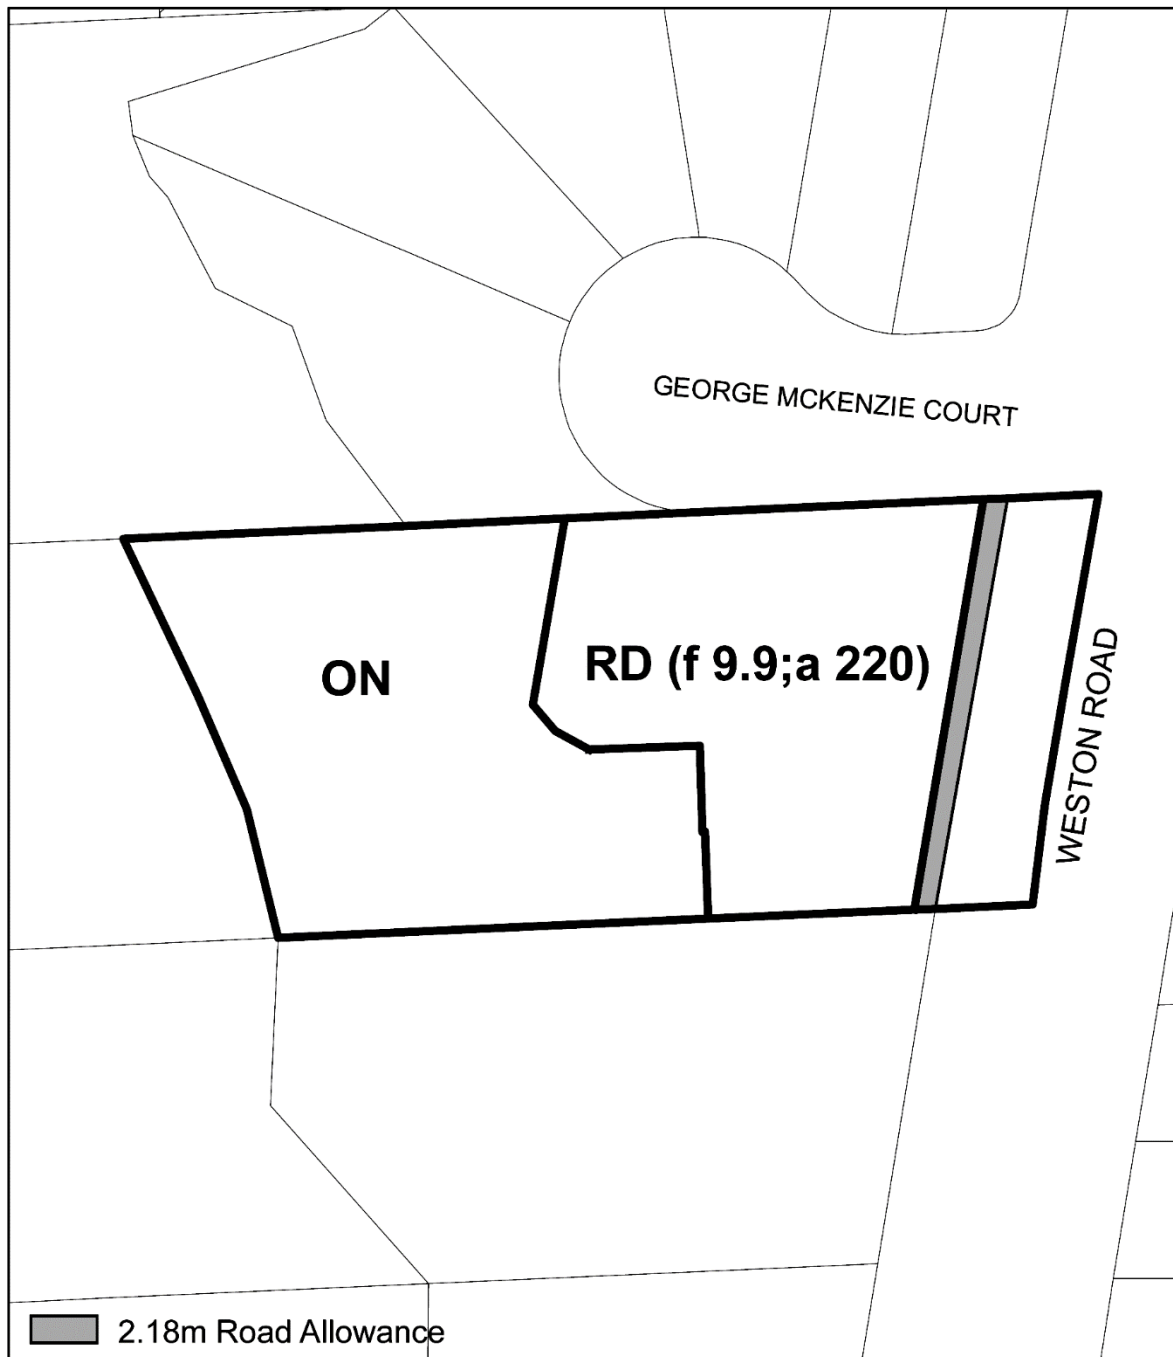 GEORGE MCKENZIE COURT
ON
RD (f 9.9;a 220)
WESTON ROAD
2.18m Road Allowance